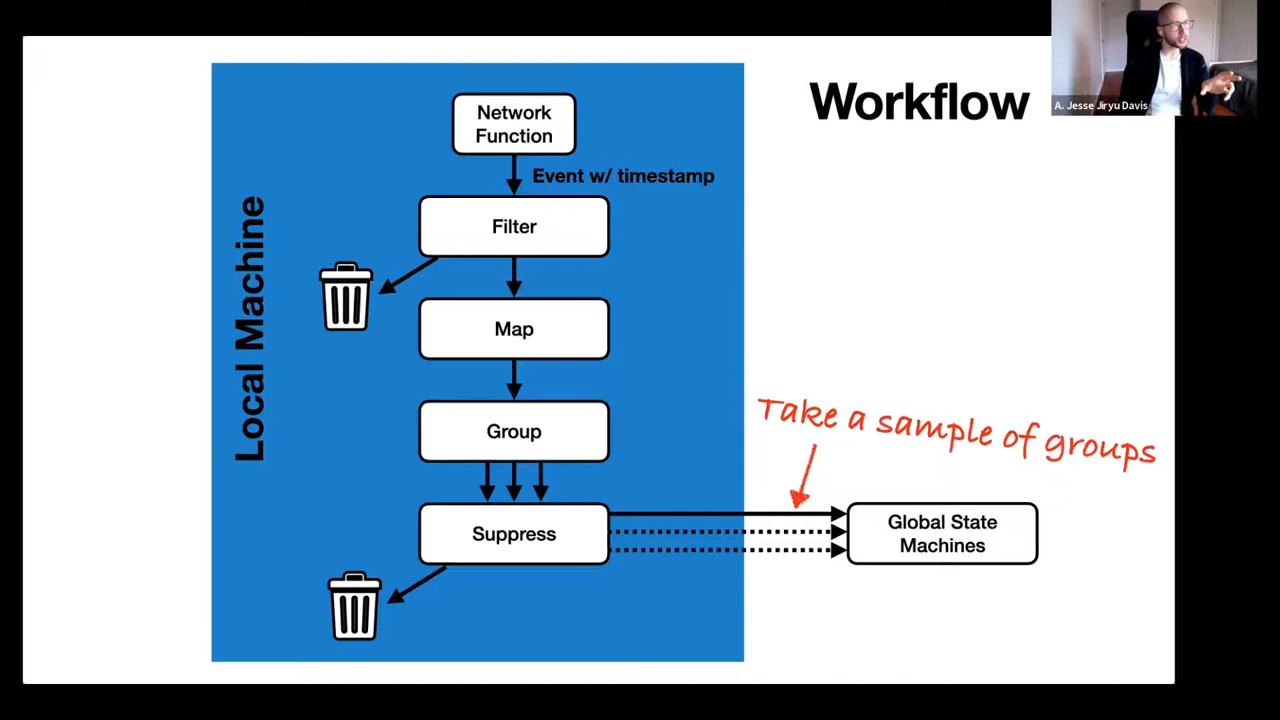 Workflow
A. Jesse Jiryu Davis
Local Machine
Network
Function
Event w/ timestamp
Filter
Map
Group
Take a sample of groups
Suppress
Global State
Machines